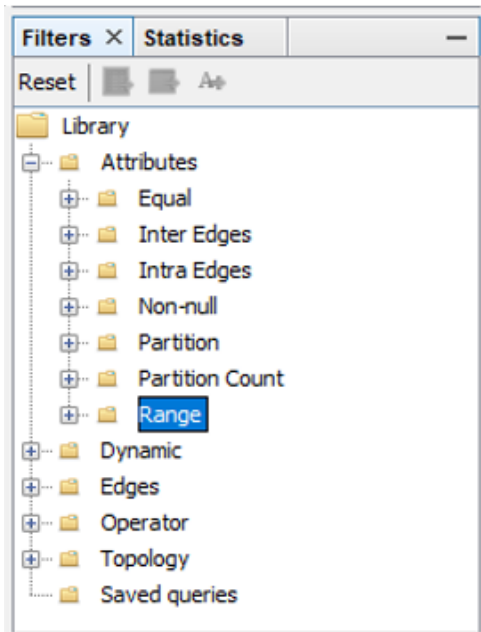 Filters × Statistics
Reset
Library
Attributes
Equal
Inter Edges
Intra Edges
Non-null
Partition
Partition Count
Range
Dynamic
Edges
Operator
Topology
Saved queries